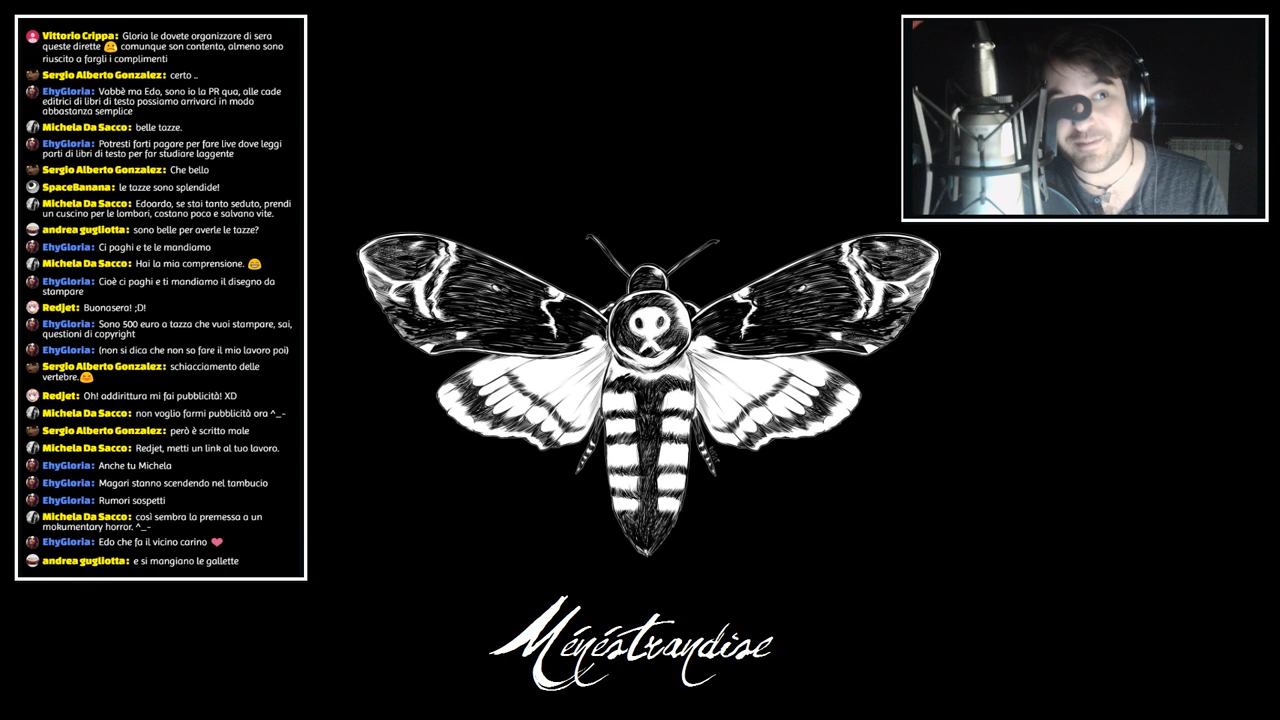 Vittorio Crippa: Gloria le dovete organizzare di sera
queste dirette comunque son contento, almeno sono
riuscito a fargli i complimenti
Sergio Alberto Gonzalez: certo ..
EhyGloria: Vabbè ma Edo, sono io la PR qua, alle cade
editrici di libri di testo possiamo arrivarci in modo
abbastanza semplice
Michela Da Sacco: belle tazze.
EhyGloria: Potresti farti pagare per fare live dove leggi
parti di libri di testo per far studiare laggente
Sergio Alberto Gonzalez: Che bello
SpaceBanana: le tazze sono splendide!
Michela Da Sacco: Edoardo, se stai tanto seduto, prendi
un cuscino per le lombari, costano poco e salvano vite.
andrea gugliotta: sono belle per averle le tazze?
EhyGloria: Ci paghi e te le mandiamo
Michela Da Sacco: Hai la mia comprensione. 😄
EhyGloria: Cioè ci paghi e ti mandiamo il disegno da
stampare
Redjet: Buonasera! ;D!
EhyGloria: Sono 500 euro a tazza che vuoi stampare, sai,
questioni di copyright
EhyGloria: (non si dica che non so fare il mio lavoro poi)
Sergio Alberto Gonzalez: schiacciamento delle
vertebre.
Redjet: Oh! addirittura mi fai pubblicità! XD
Michela Da Sacco: non voglio farmi pubblicità ora ^_-
Sergio Alberto Gonzalez: però è scritto male
Michela Da Sacco: Redjet, metti un link al tuo lavoro.
EhyGloria: Anche tu Michela
EhyGloria: Magari stanno scendendo nel tambucio
EhyGloria: Rumori sospetti
Michela Da Sacco: così sembra la premessa a un
mokumentary horror. ^_-
EhyGloria: Edo che fa il vicino carino ❤
andrea gugliotta: e si mangiano le gallette
Ménéstrandise